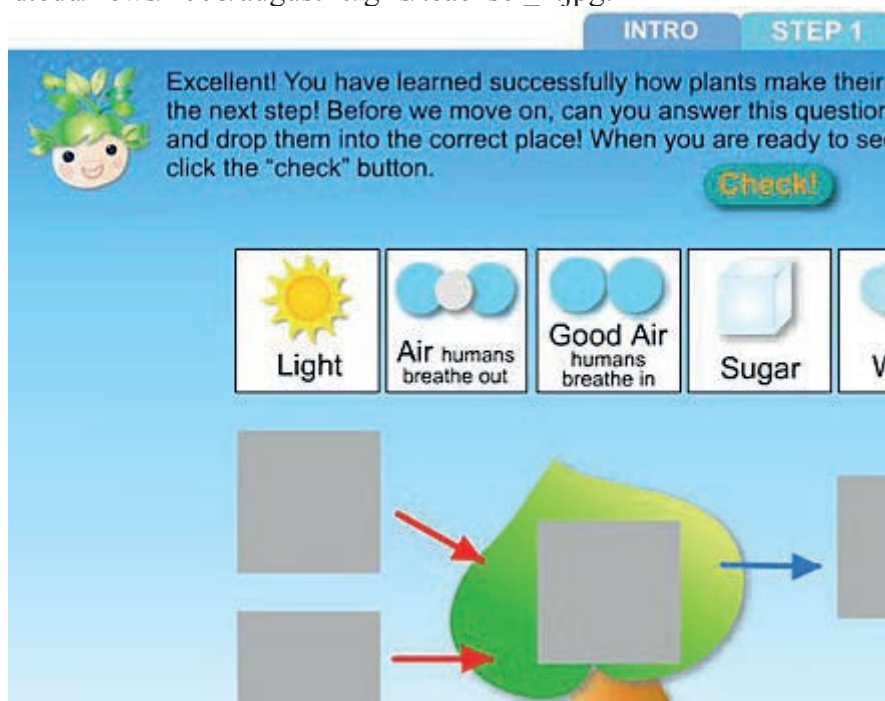 INTRO STEP 1
Excellent! You have learned successfully how plants make their
the next step! Before we move on, can you answer this question
and drop them into the correct place! When you are ready to see
click the "check" button.
Check!
Light
Air humans
breathe out
Good Air
humans
breathe in
Sugar